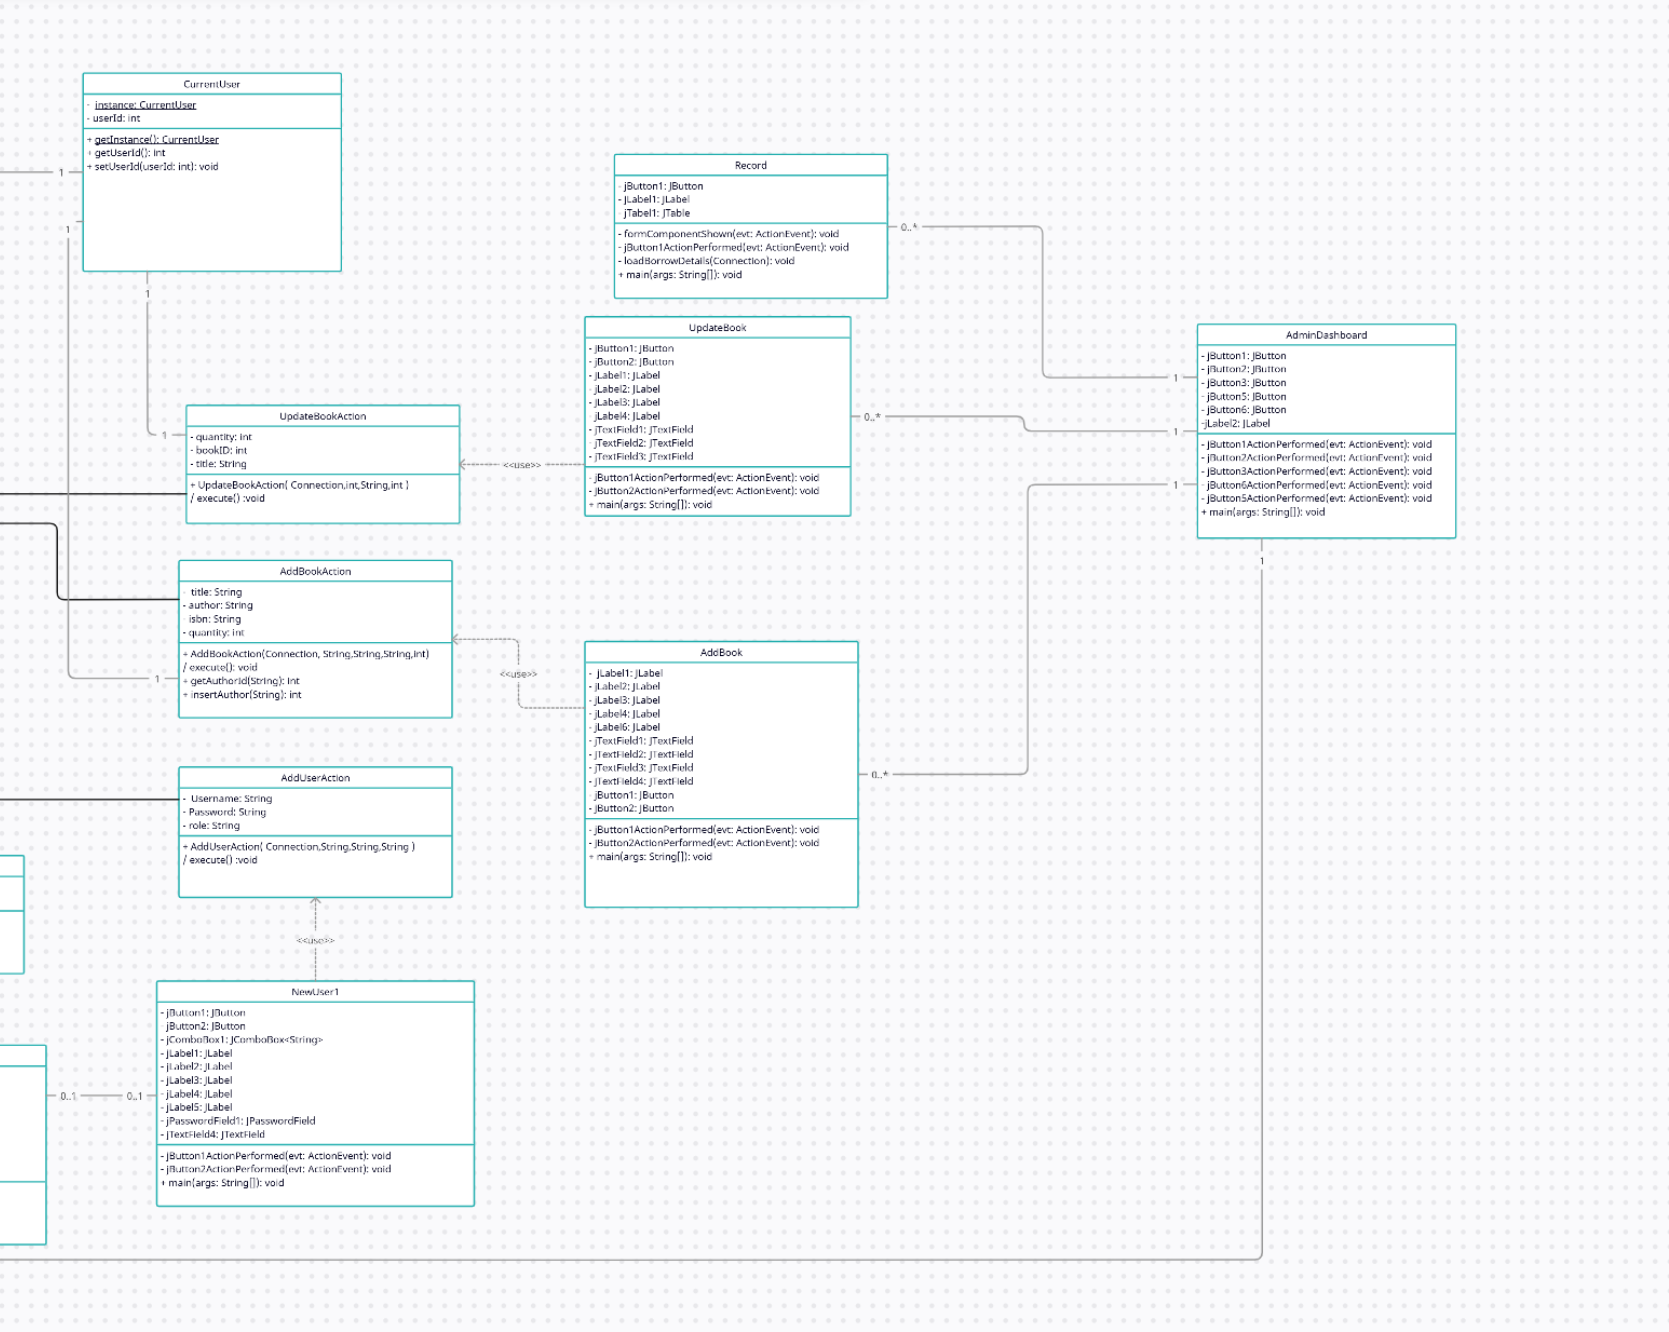 CurrentUser
- instance: CurrentUser
- userId: int
+ getInstance(): CurrentUser
+ getUserId(): int
+ setUserId(userId: int): void
1
1
1
Record
jButton1: JButton
- jLabel1: JLabel
jTabel1: JTable
- formComponentShown(evt: ActionEvent): void
- jButton1ActionPerformed(evt: ActionEvent): void
- loadBorrowDetails(Connection): void
+ main(args: String[]): void
0..*
UpdateBook
- jButton1: JButton
- jButton2: JButton
- jLabel1: JLabel
- jLabel2: JLabel
- jLabel3: JLabel
jLabel4: JLabel
- jTextField1: JTextField
jTextField2: JTextField
- jTextField3: JTextField
- jButton1ActionPerformed(evt: ActionEvent): void
- jButton2ActionPerformed(evt: ActionEvent): void
+ main(args: String[]): void
0..*
AdminDashboard
- jButton1: JButton
- jButton2: JButton
- jButton3: JButton
- jButton5: JButton
- jButton6: JButton
-jLabel2: JLabel
- jButton1ActionPerformed(evt: ActionEvent): void
- jButton2ActionPerformed(evt: ActionEvent): void
- jButton3ActionPerformed(evt: ActionEvent): void
- jButton6ActionPerformed(evt: ActionEvent): void
- jButton5ActionPerformed(evt: ActionEvent): void
+ main(args: String[]): void
1
1
1
1
UpdateBookAction
- quantity: int
- bookID: int
- title: String
+ UpdateBookAction( Connection,int,String,int )
/ execute() :void
1
<<use>>
AddBookAction
title: String
- author: String
isbn: String
- quantity: int
+ AddBookAction(Connection, String,String,String,int)
/ execute(): void
+ getAuthorId(String): int
+ insertAuthor(String): int
1
<<use>>
AddBook
- jLabel1: JLabel
- jLabel2: JLabel
- jLabel3: JLabel
- jLabel4: JLabel
- jLabel6: JLabel
- jTextField1: JTextField
- jTextField2: JTextField
- jTextField3: JTextField
- jTextField4: JTextField
jButton1: JButton
- jButton2: JButton
- jButton1ActionPerformed(evt: ActionEvent): void
- jButton2ActionPerformed(evt: ActionEvent): void
+ main(args: String[]): void
0..*
AddUserAction
- Username: String
- Password: String
- role: String
+ AddUserAction( Connection,String,String,String )
/ execute() :void
<<use>>
NewUser1
- jButton1: JButton
jButton2: JButton
- jComboBox1: JComboBox<String>
- jLabel1: JLabel
- jLabel2: JLabel
- jLabel3: JLabel
- jLabel4: JLabel
- jLabel5: JLabel
- jPasswordField1: JPasswordField
- jTextField4: JTextField
- jButton1ActionPerformed(evt: ActionEvent): void
- jButton2ActionPerformed(evt: ActionEvent): void
+ main(args: String[]): void
0..1
0..1